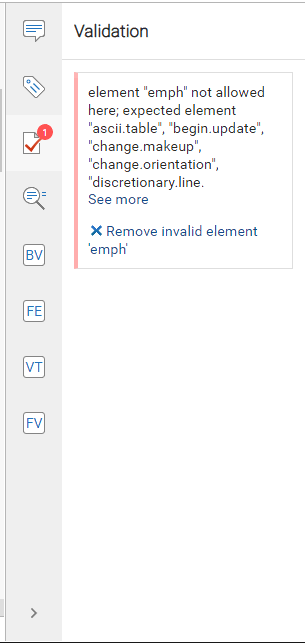 Validation
element "emph" not allowed
here; expected element
"ascii.table", "begin.update",
"change.makeup",
"change.orientation",
"discretionary.line.
See more
Remove invalid element
'emph'
1
BV
FE
VT
FV